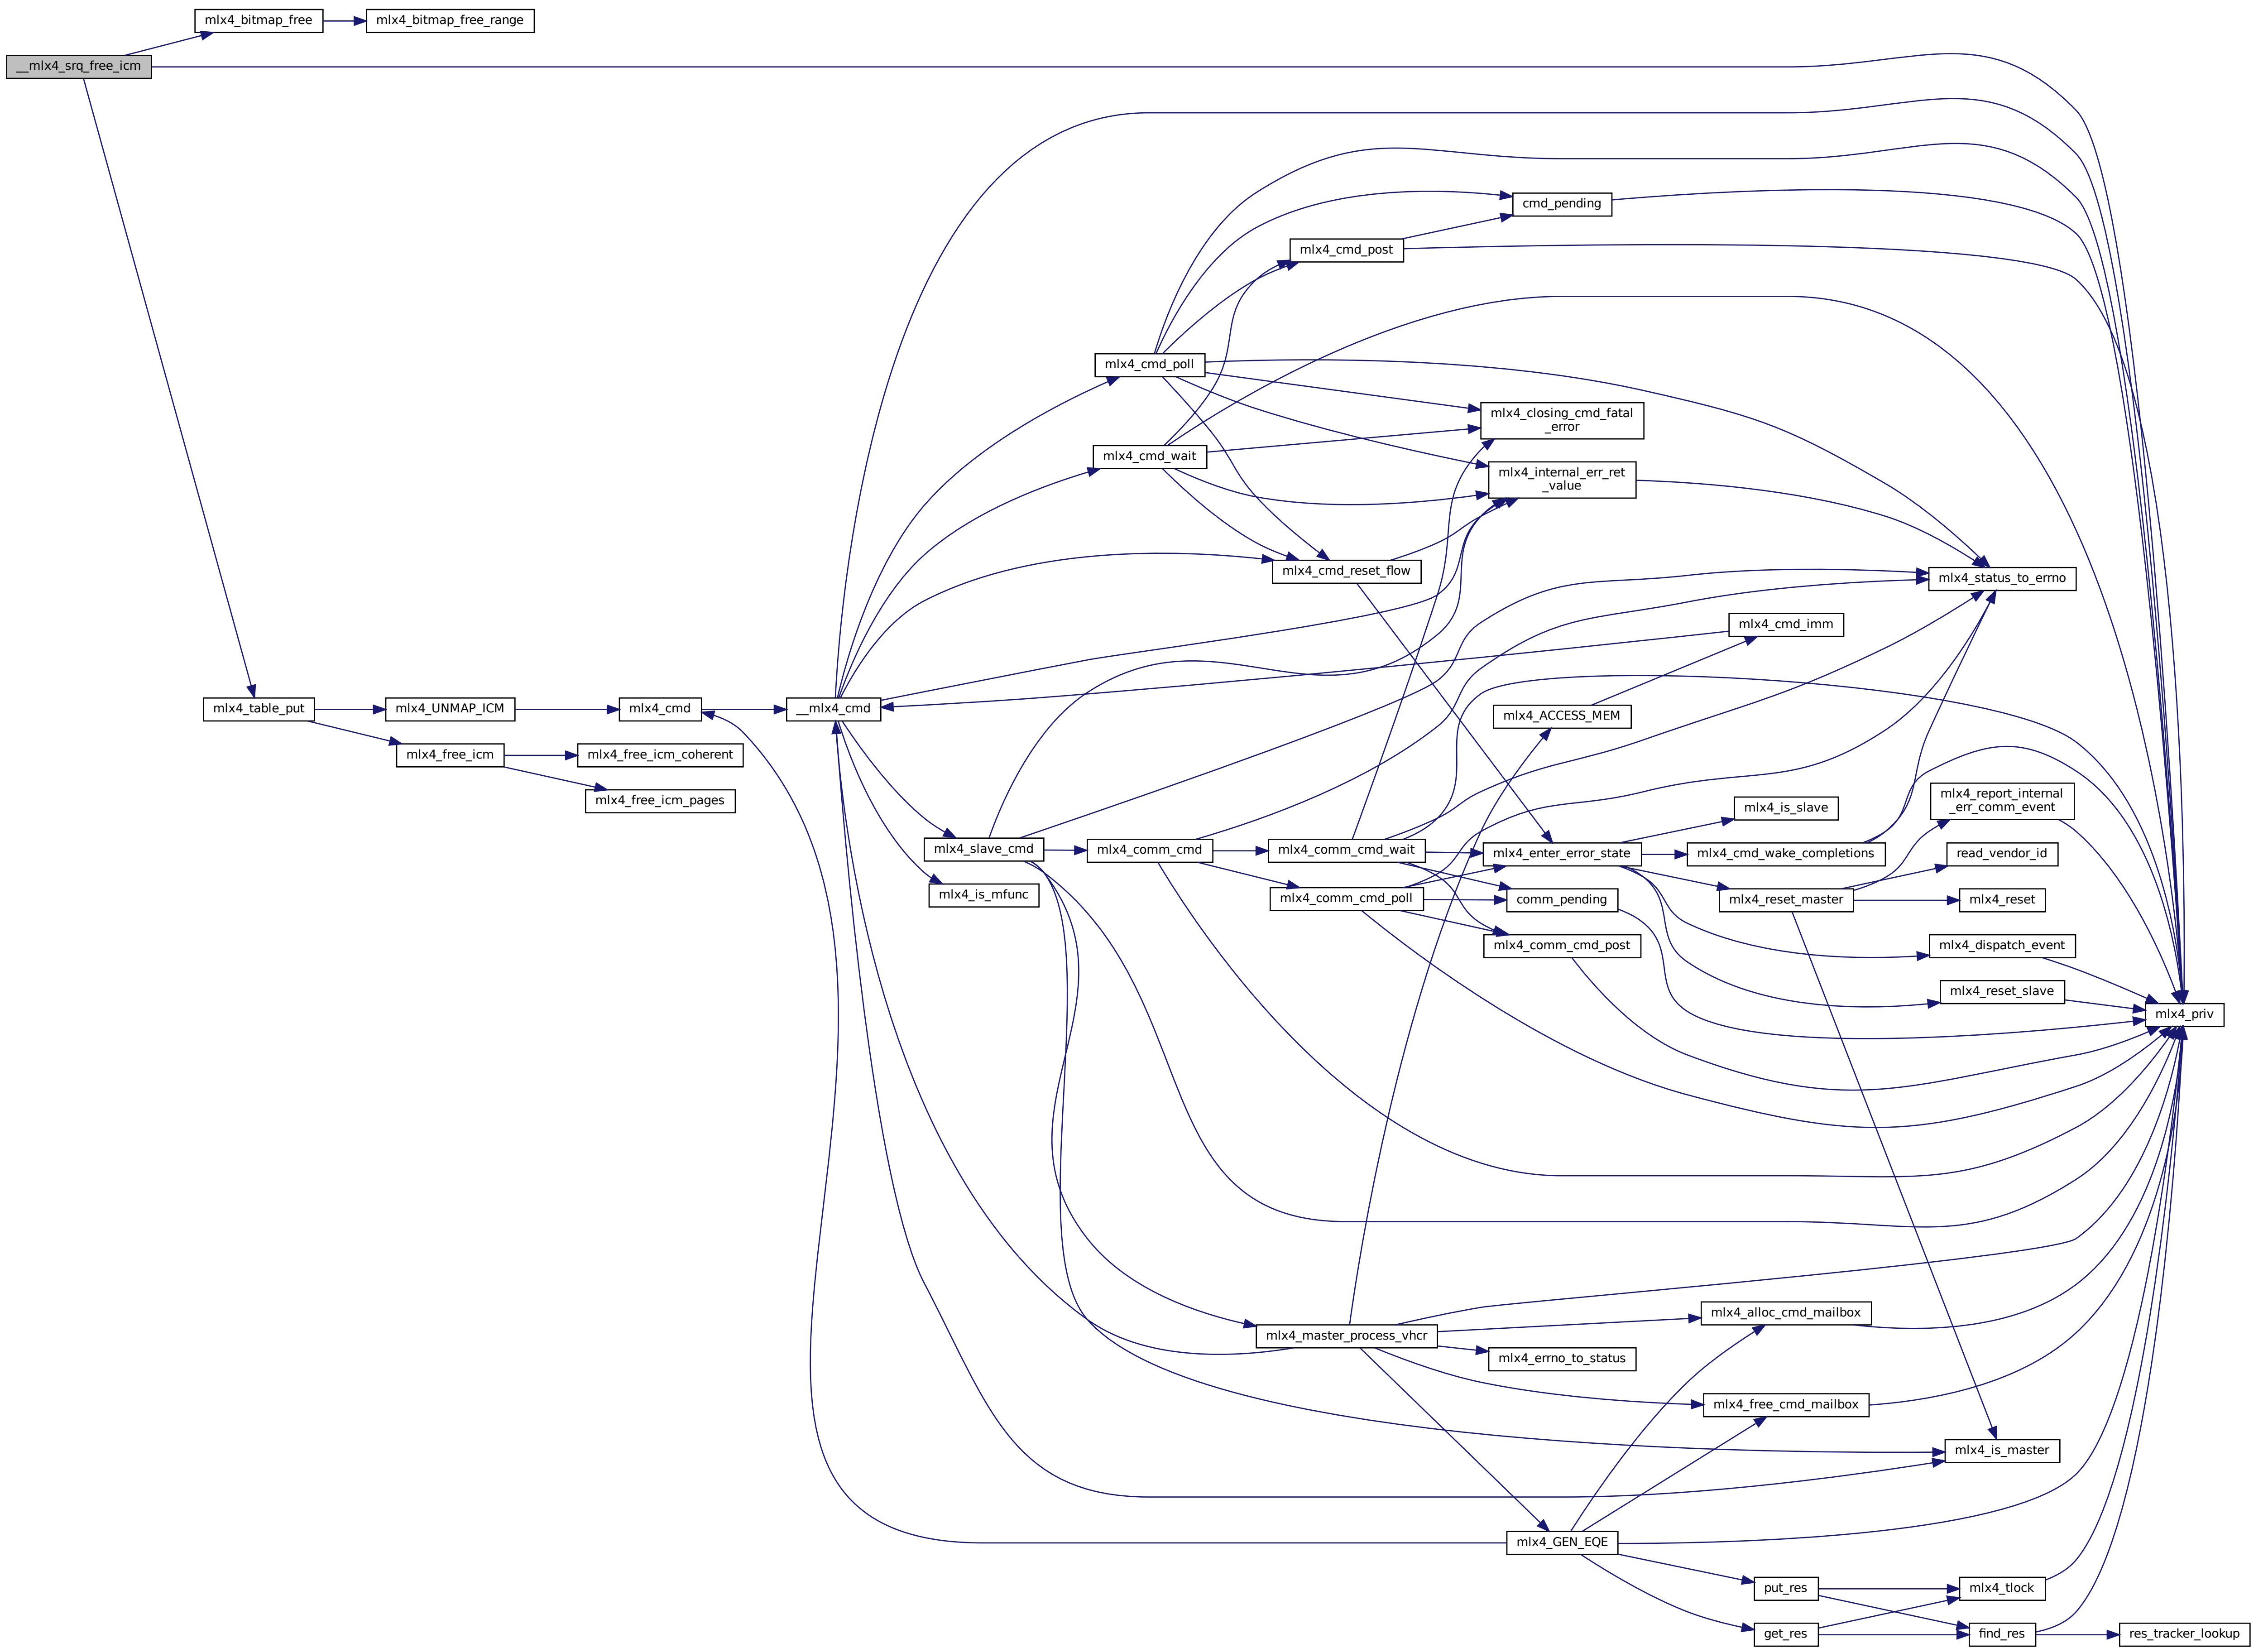 mlx4_bitmap_free
mlx4_bitmap_free_range
__mlx4_srq_free_icm
cmd_pending
mlx4_cmd_post
mlx4_cmd_poll
mlx4_closing_cmd_fatal
_error
mlx4_cmd_wait
mlx4_internal_err_ret
_value
mlx4_cmd_reset_flow
mlx4_status_to_errno
mlx4_cmd_imm
mlx4_table_put
mlx4_UNMAP_ICM
mlx4_cmd
__mlx4_cmd
mlx4_ACCESS_MEM
mlx4_free_icm
mlx4_free_icm_coherent
mlx4_free_icm_pages
mlx4_is_slave
mlx4_report_internal
_err_comm_event
mlx4_slave_cmd
mlx4_comm_cmd
mlx4_comm_cmd_wait
mlx4_enter_error_state
mlx4_cmd_wake_completions
read_vendor_id
mlx4_is_mfunc
mlx4_comm_cmd_poll
comm_pending
mlx4_reset_master
mlx4_reset
mlx4_comm_cmd_post
mlx4_dispatch_event
mlx4_reset_slave
mlx4_priv
mlx4_alloc_cmd_mailbox
mlx4_master_process_vhcr
mlx4_errno_to_status
mlx4_free_cmd_mailbox
mlx4_is_master
mlx4_GEN_EQE
put_res
mlx4_tlock
get_res
find_res
res_tracker_lookup